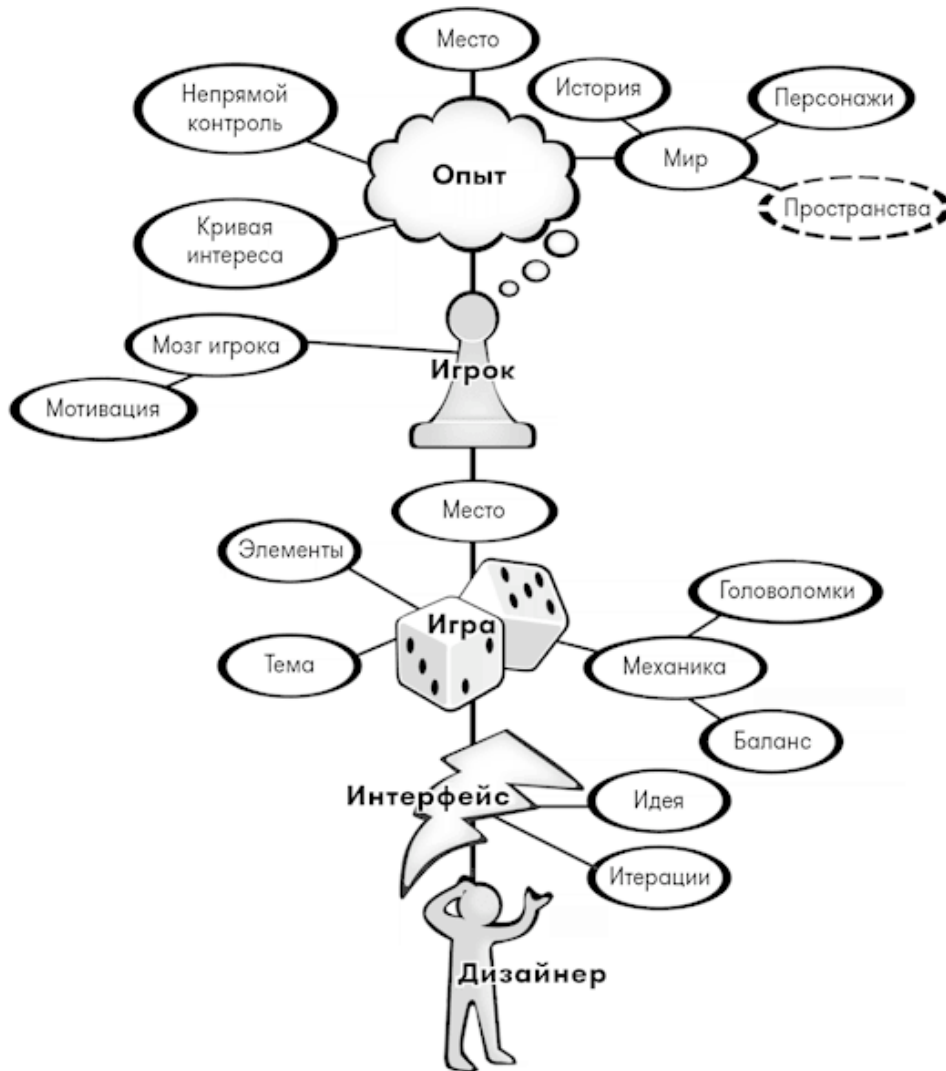 Место
История
Персонажи
Непрямой
контроль
Мир
Опыт
Пространства
Кривая
интереса
Мозг игрока
Игрок
Мотивация
Место
Элементы
Головоломки
Игра
Тема
Механика
Баланс
Интерфейс
Идея
Итерации
Дизайнер